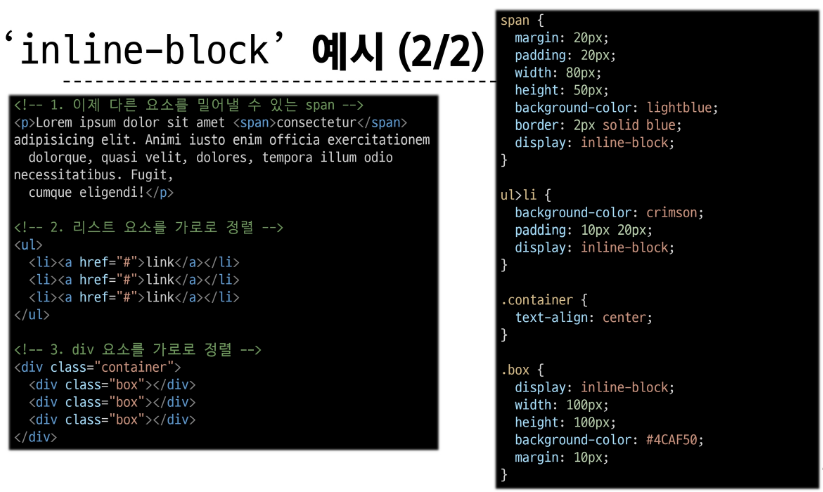 ‘inline-block’ 예시 (2/2)
<!-- 1. 이제 다른 요소를 밀어낼 수 있는 span -->
<p>Lorem ipsum dolor sit amet <span>consectetur</span>
adipisicing elit. Animi iusto enim officia exercitationem
  dolorque, quasi velit, dolores, tempora illum odio
necessitatibus. Fugit,
  cumque eligendi!</p>

<!-- 2. 리스트 요소를 가로로 정렬 -->
<ul>
  <li><a href="#">link</a></li>
  <li><a href="#">link</a></li>
  <li><a href="#">link</a></li>
</ul>

<!-- 3. div 요소를 가로로 정렬 -->
<div class="container">
  <div class="box"></div>
  <div class="box"></div>
  <div class="box"></div>
</div>

span {
  margin: 20px;
  padding: 20px;
  width: 80px;
  height: 50px;
  background-color: lightblue;
  border: 2px solid blue;
  display: inline-block;
}

ul>li {
  background-color: crimson;
  padding: 10px 20px;
  display: inline-block;
}

.container {
  text-align: center;
}

.box {
  display: inline-block;
  width: 100px;
  height: 100px;
  background-color: #4CAF50;
  margin: 10px;
}